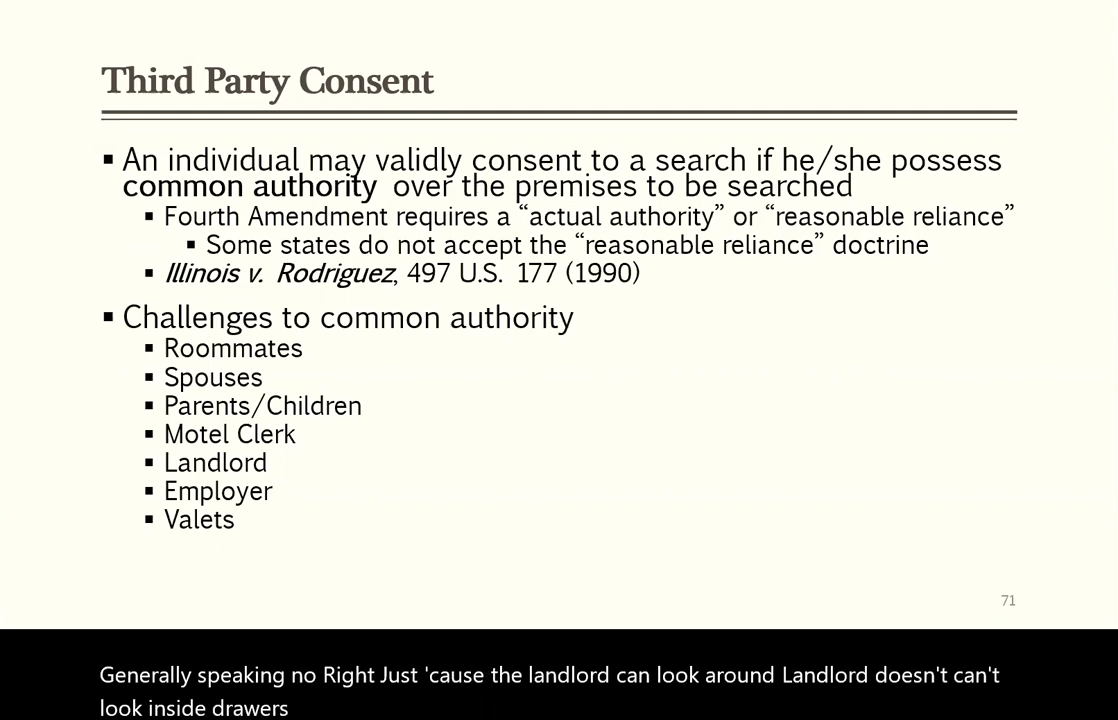 Third Party Consent
▪ An individual may validly consent to a search if he/she possess
common authority over the premises to be searched
▪ Fourth Amendment requires a “actual authority” or “reasonable reliance”
▪ Some states do not accept the “reasonable reliance” doctrine
▪ Illinois v. Rodriguez, 497 U.S. 177 (1990)
▪ Challenges to common authority
▪ Roommates
▪ Spouses
▪ Parents/Children
▪ Motel Clerk
▪ Landlord
▪ Employer
▪ Valets
71
Generally speaking no Right Just 'cause the landlord can look around Landlord doesn't can't
look inside drawers